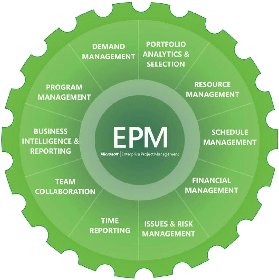 DEMAND
MANAGEMENT
PORTFOLIO
ANALYTICS &
SELECTION
RESOURCE
MANAGEMENT
SCHEDULE
MANAGEMENT
FINANCIAL
MANAGEMENT
ISSUES & RISK
MANAGEMENT
TIME
REPORTING
TEAM
COLLABORATION
BUSINESS
INTELLIGENCE &
REPORTING
PROGRAM
MANAGEMENT
EPM
Microsoft Enterprise Project Management